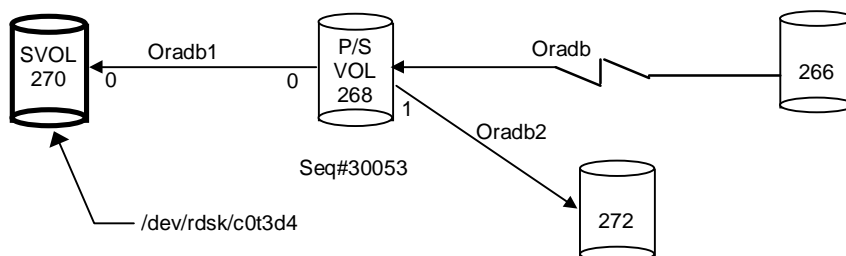 SVOL
270
Oradb1
0
0
P/S
VOL
268
1
Oradb
266
Oradb2
Seq#30053
272
/dev/rdsk/c0t3d4